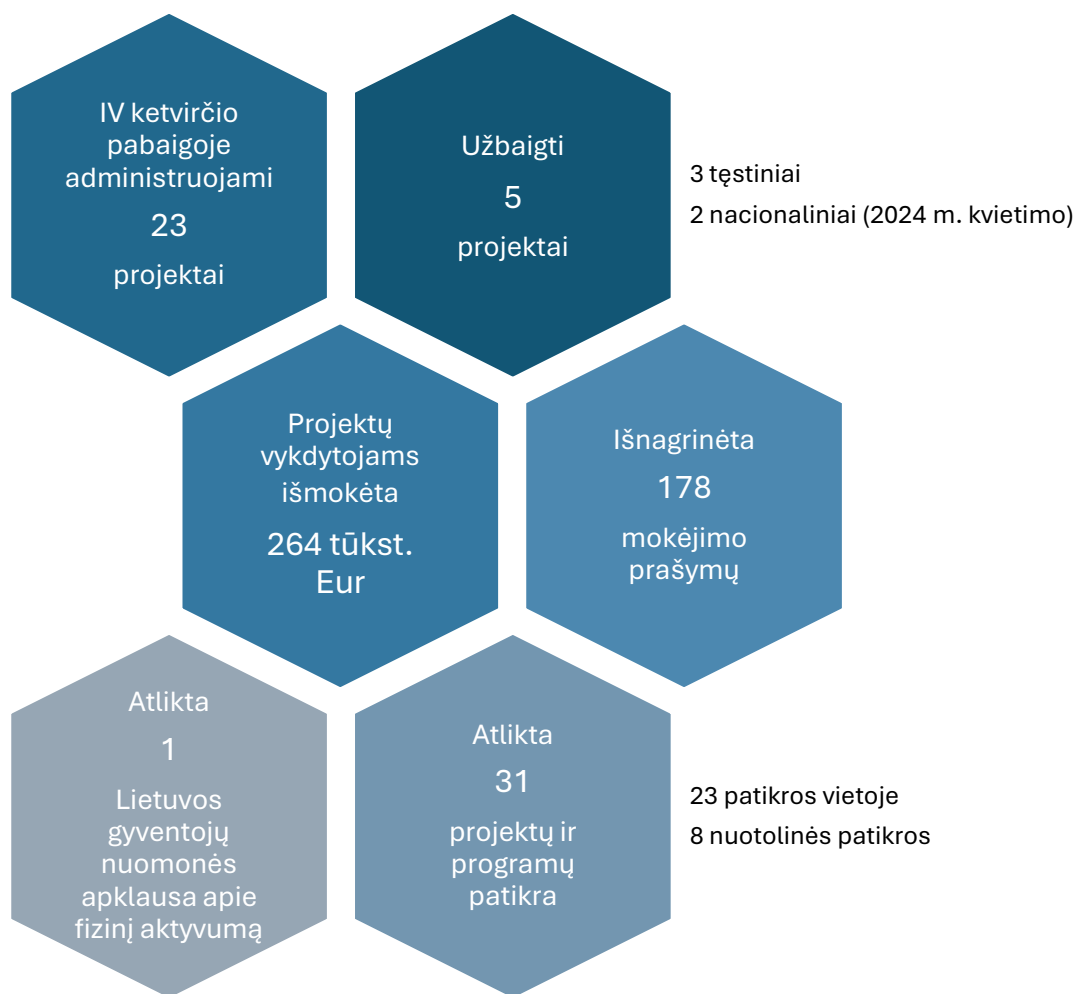 IV ketvirčio
pabaigoje
administruojami
23
projektai
Užbaigti
5
projektai
3 tęstiniai
2 nacionaliniai (2024 m. kvietimo)
Projektų
vykdytojams
išmokėta
264 tūkst.
Eur
Išnagrinėta
178
mokėjimo
prašymų
Atlikta
1
Lietuvos
gyventojų
nuomonės
apklausa apie
fizinį aktyvumą
Atlikta
31
projektų ir
programų
patikra
23 patikros vietoje
8 nuotolinės patikros